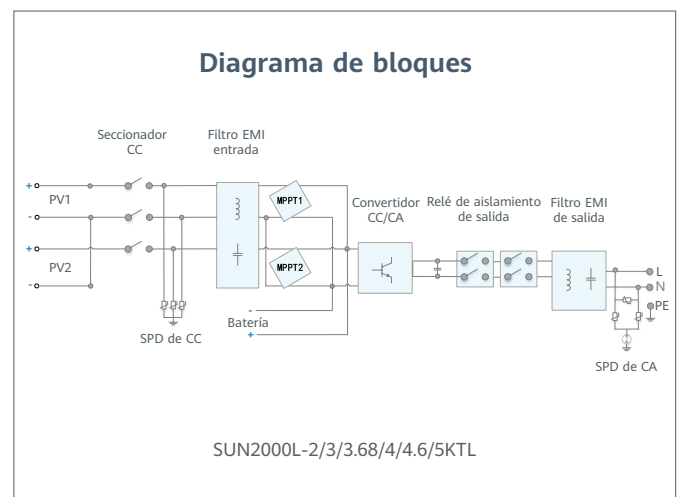 Diagrama de bloques
Seccionador
CC
Filtro EMI
entrada
+
PV1
-
+
PV2
-
MPPT1
MPPT2
Convertidor
CC/CA
Relé de aislamiento
de salida
Filtro EMI
de salida
L
N
PE
-
Batería
+
SPD de CC
SPD de CA
SUN2000L-2/3/3.68/4/4.6/5KTL